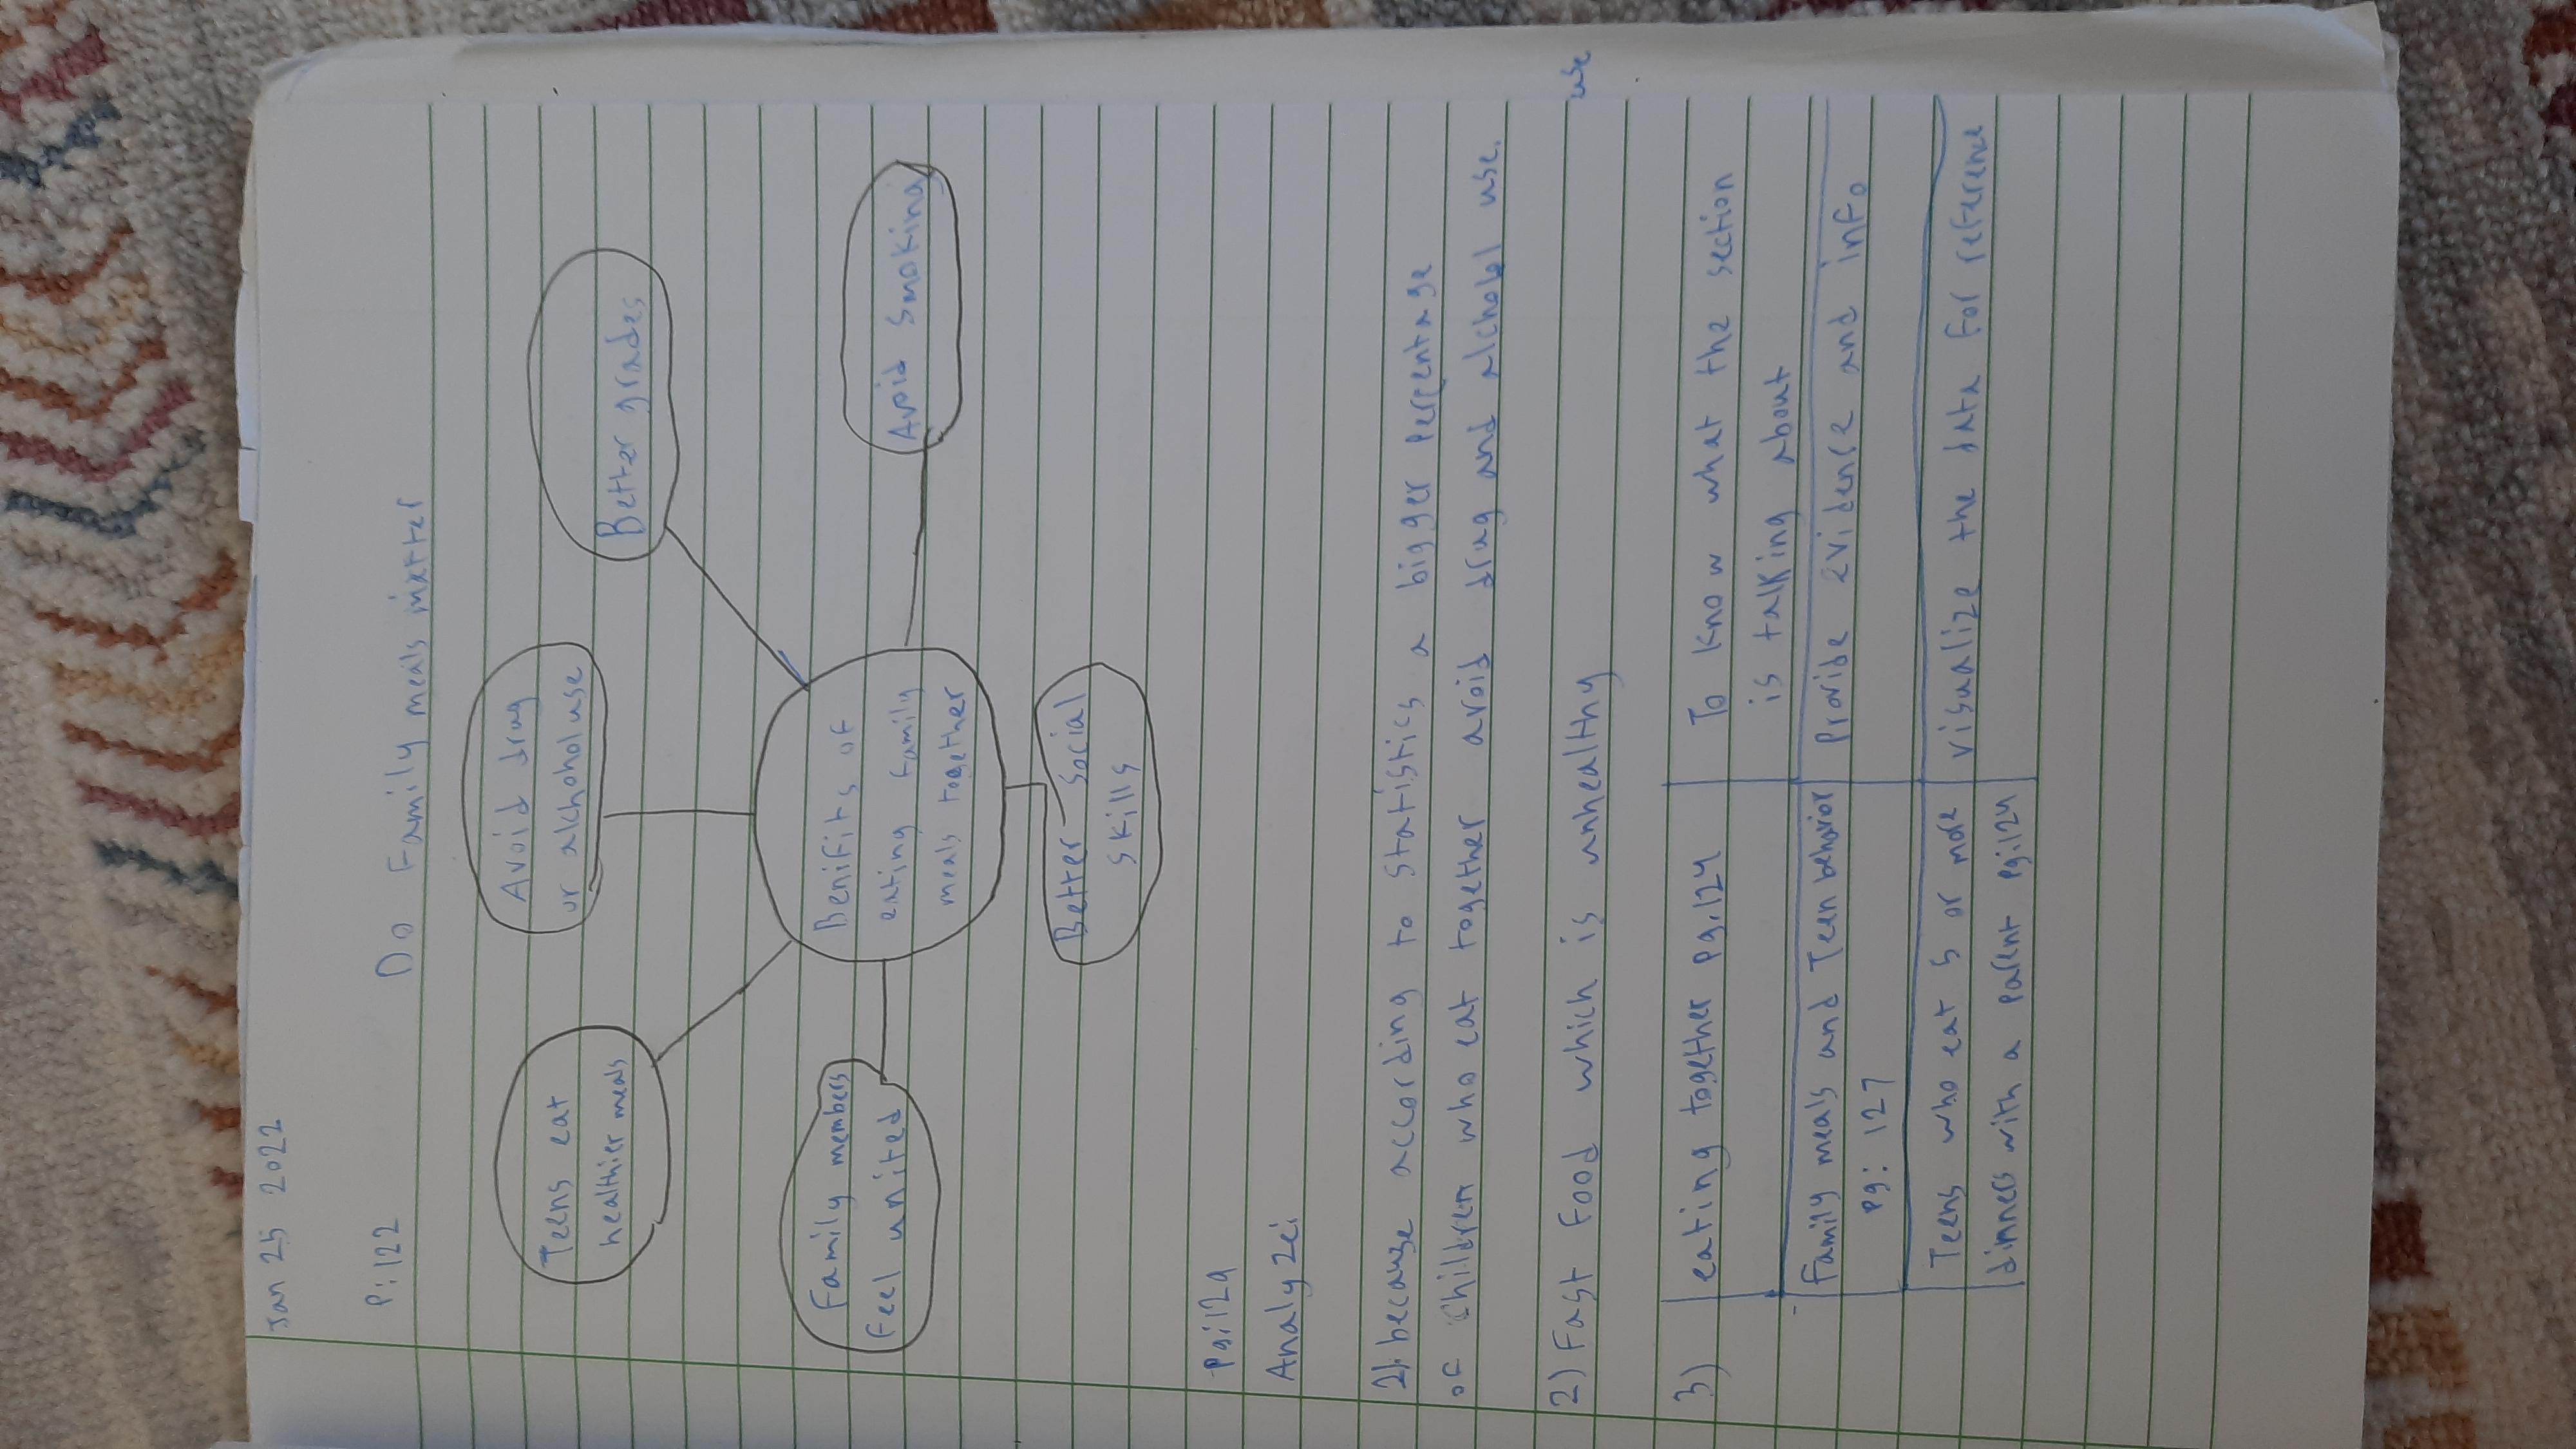 Jan 25 2022
P:122
Do Family meals matter
Teens eat
healthier meals
Avoid drug
or alchohol use
Better grades
Family members
Feel united
Benifits of
eating family
meals together
Avoid smoking
Better social
skills
Pg:129
Analyze:
1). because according to statistics a bigger percentage
of children who eat together avoid drug and alchohol use.
2) Fast food which is unhealthy
use
3)
eating together pg.124
To know what the section
is talking about
Family meals and Teen behavior
pg: 127
Provide evidence and info
Teens who eat 5 or more
dinners with a parent pg:124
visualize the data for reference